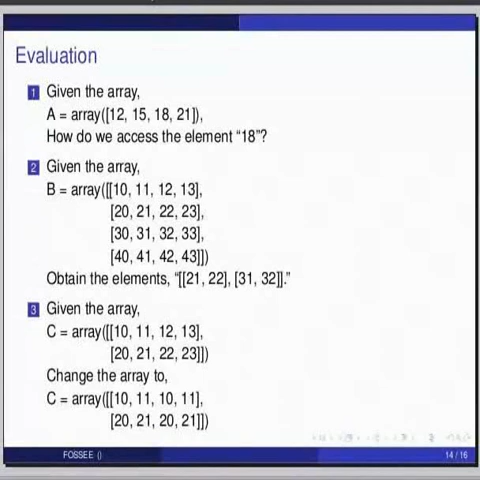 Evaluation
1 Given the array,
A = array([12, 15, 18, 21]),
How do we access the element “18”?
2 Given the array,
B = array([[10, 11, 12, 13],
[20, 21, 22, 23],
[30, 31, 32, 33],
[40, 41, 42, 43]])
Obtain the elements, “[[21, 22], [31, 32]].”
3 Given the array,
C = array([[10, 11, 12, 13],
[20, 21, 22, 23]])
Change the array to,
C = array([[10, 11, 10, 11],
[20, 21, 20, 21]])
FOSSEE () 14 / 16